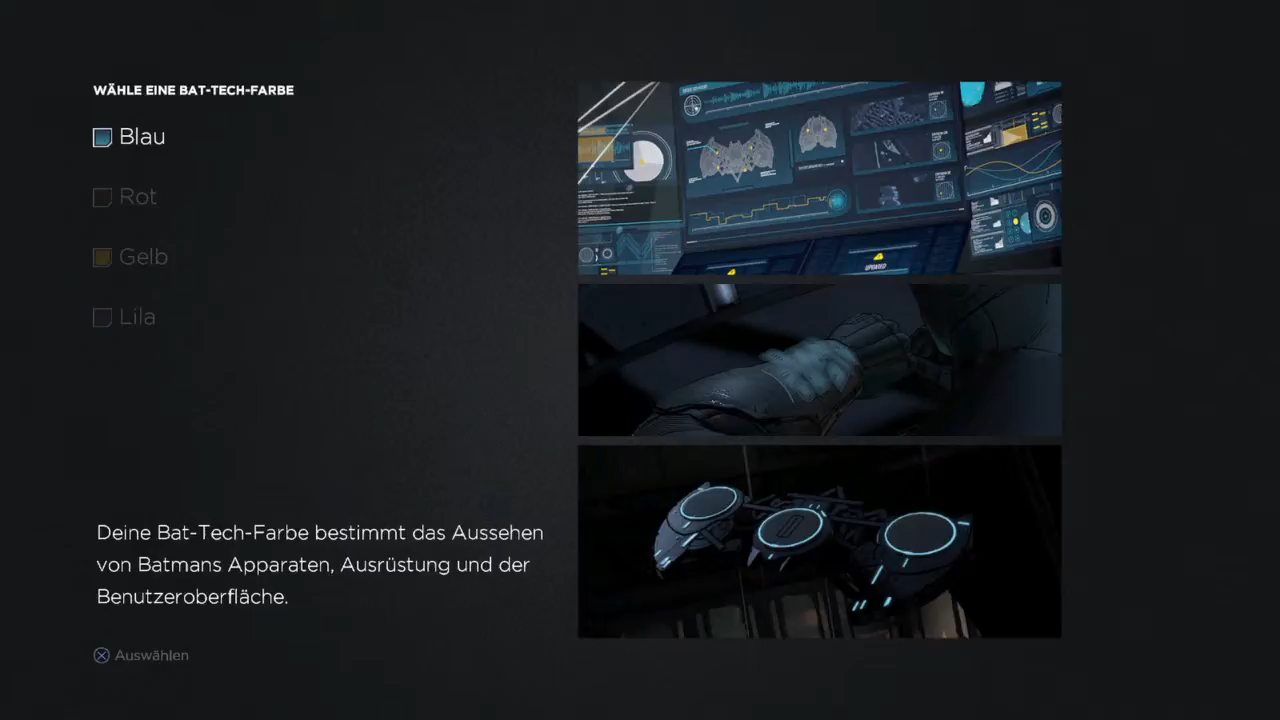 WÄHLE EINE BAT-TECH-FARBE
Blau
Rot
Gelb
Lila
UPDATED
Deine Bat-Tech-Farbe bestimmt das Aussehen
von Batmans Apparaten, Ausrüstung und der
Benutzeroberfläche.
Auswählen